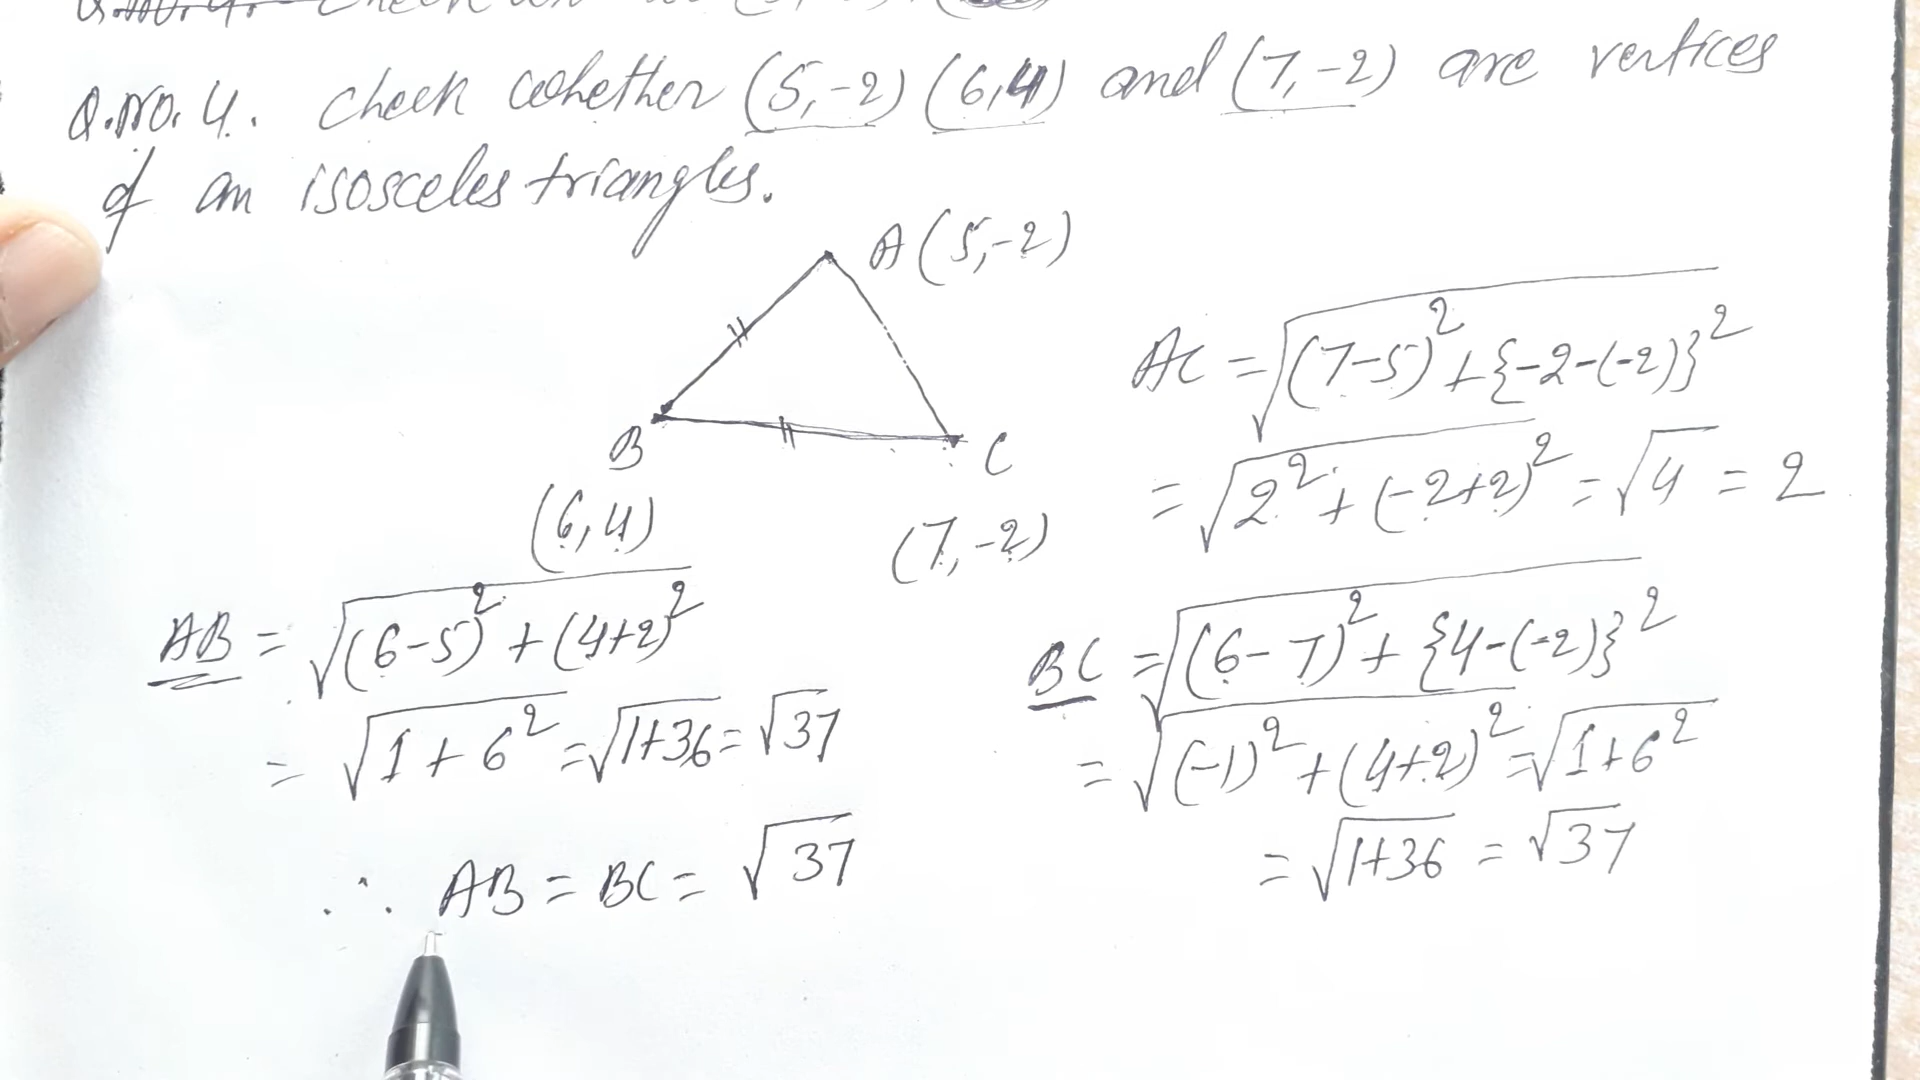 Q.NO.4. Check whether (5,-2) (6,4) and (7,-2) are vertices
of an isosceles triangles.
A(5,-2)
B
(6,4)
C
(7,-2)
AB = √(6-5)² + (4+2)²
= √1+6² = √1+36 = √37
∴ AB = BC = √37
AC = √(7-5)² + {-2-(-2)}²
= √2² + (-2+2)² = √4 = 2
BC = √(6-7)² + {4-(-2)}²
= √(-1)² + (4+2)² = √1+6²
= √1+36 = √37